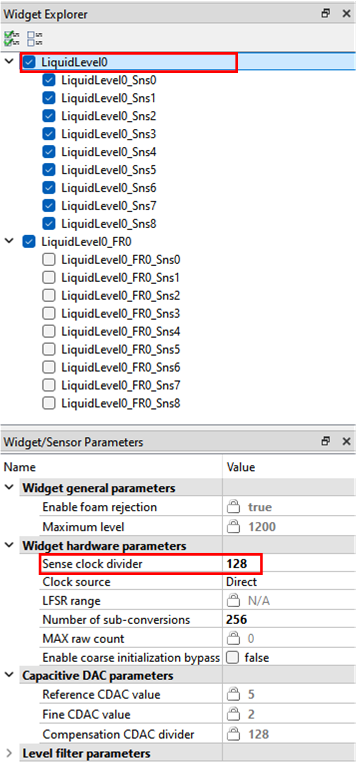 Widget Explorer
LiquidLevel0
LiquidLevel0_Sns0
LiquidLevel0_Sns1
LiquidLevel0_Sns2
LiquidLevel0_Sns3
LiquidLevel0_Sns4
LiquidLevel0_Sns5
LiquidLevel0_Sns6
LiquidLevel0_Sns7
LiquidLevel0_Sns8
LiquidLevel0_FR0
LiquidLevel0_FR0_Sns0
LiquidLevel0_FR0_Sns1
LiquidLevel0_FR0_Sns2
LiquidLevel0_FR0_Sns3
LiquidLevel0_FR0_Sns4
LiquidLevel0_FR0_Sns5
LiquidLevel0_FR0_Sns6
LiquidLevel0_FR0_Sns7
LiquidLevel0_FR0_Sns8
Widget/Sensor Parameters
Name Value
Widget general parameters
Enable foam rejection true
Maximum level 1200
Widget hardware parameters
Sense clock divider 128
Clock source Direct
LFSR range N/A
Number of sub-conversions 256
MAX raw count 0
Enable coarse initialization bypass false
Capacitive DAC parameters
Reference CDAC value 5
Fine CDAC value 2
Compensation CDAC divider 128
Level filter parameters